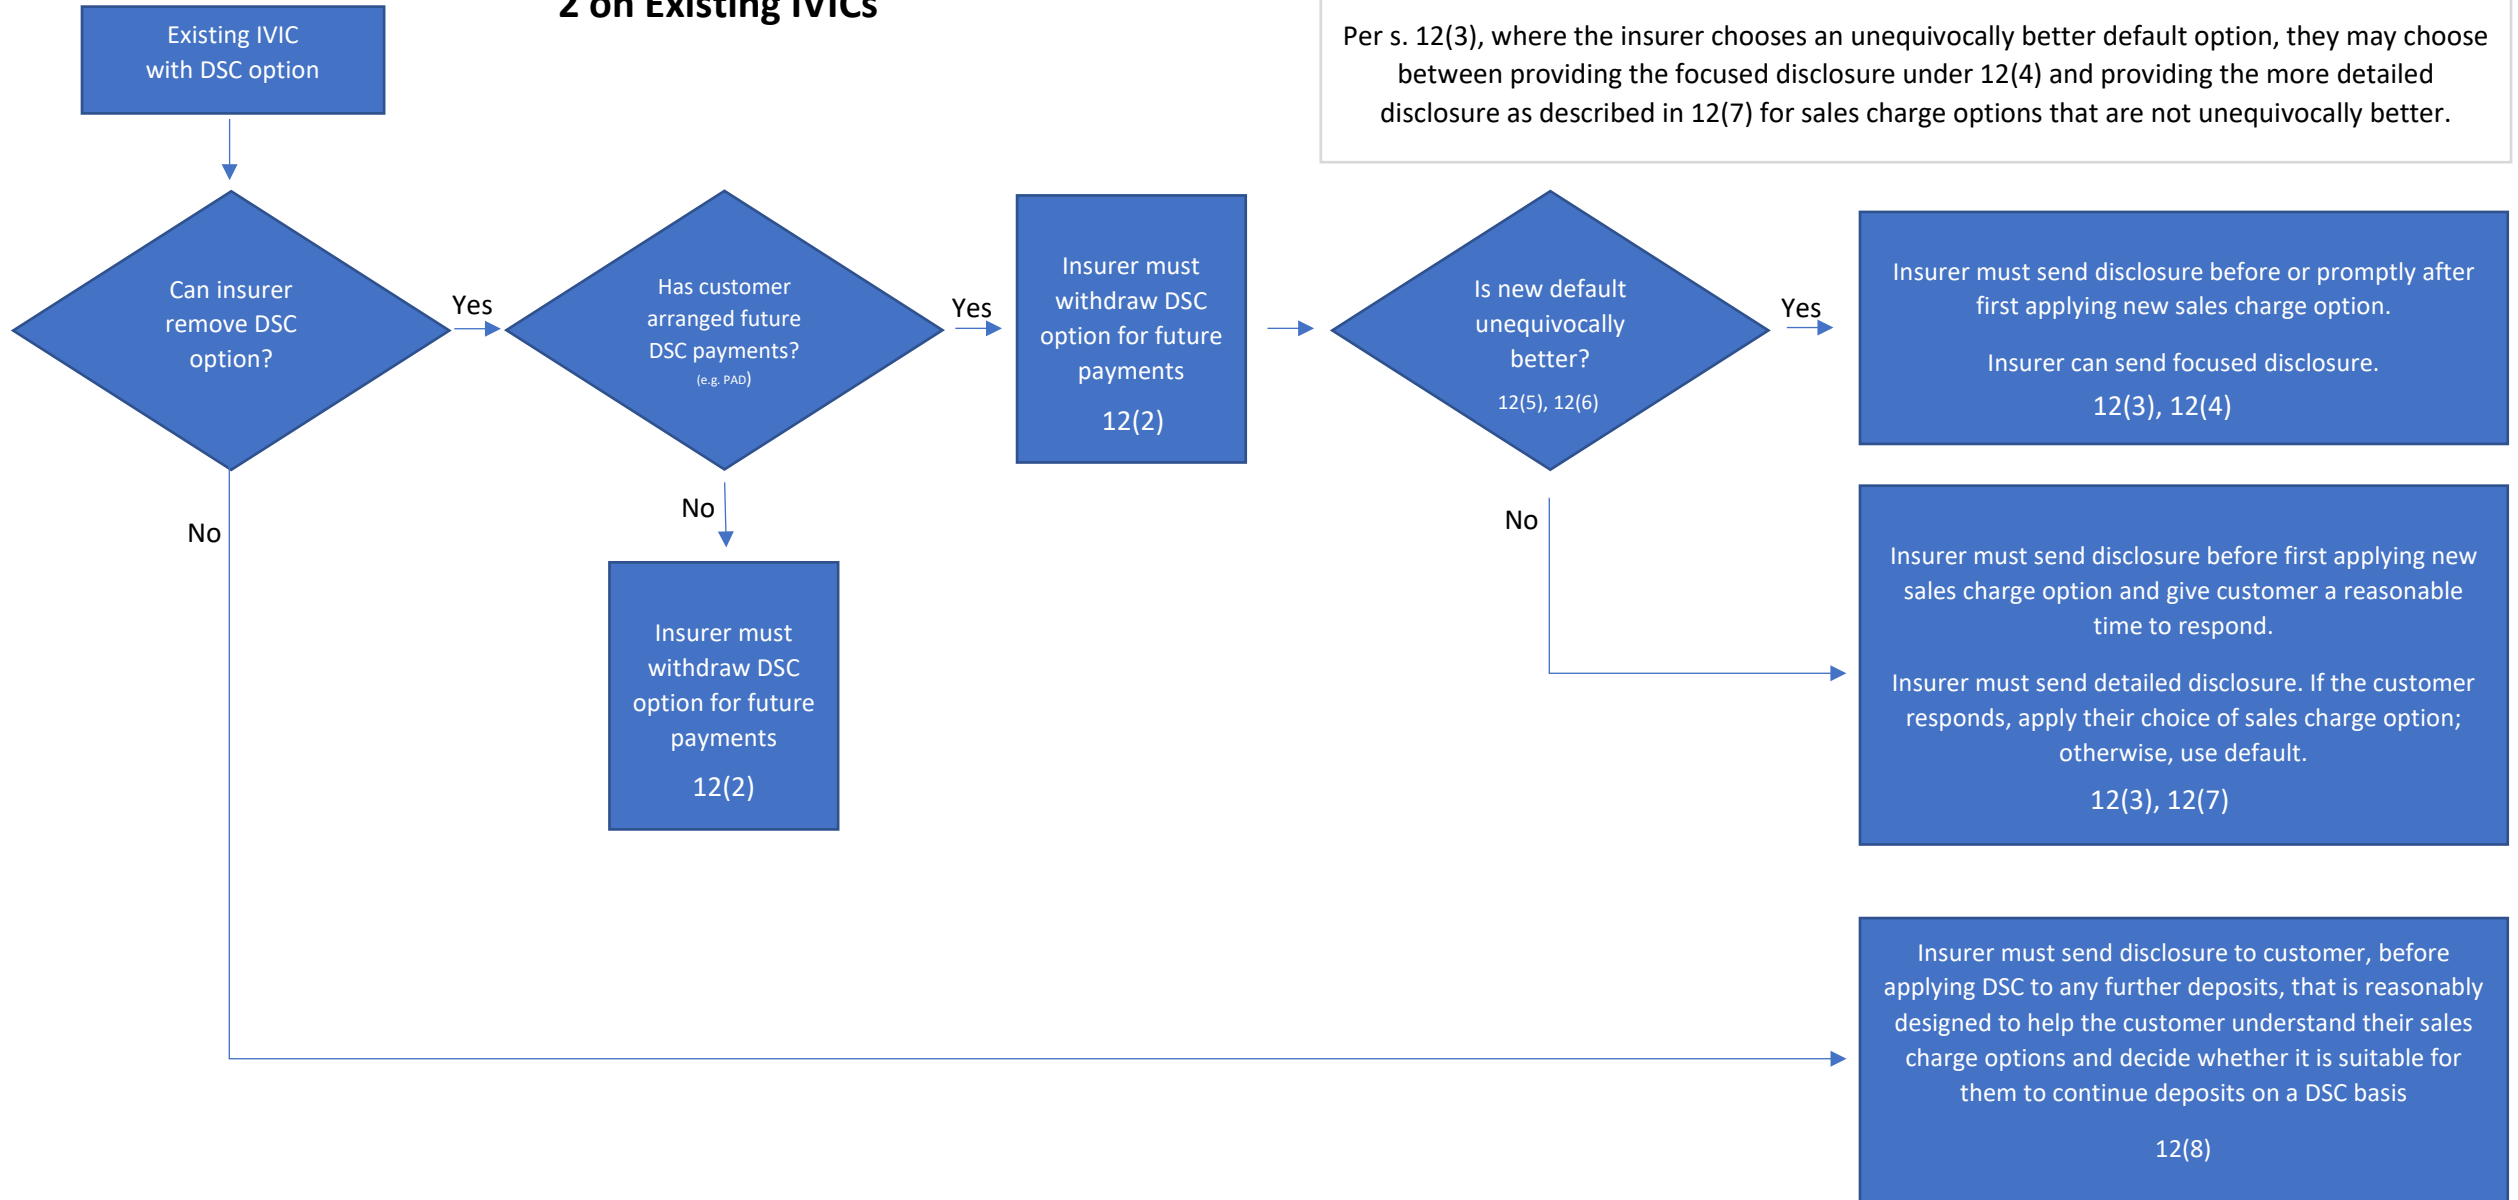 2 on Existing IVICs
Per s. 12(3), where the insurer chooses an unequivocally better default option, they may choose
between providing the focused disclosure under 12(4) and providing the more detailed
disclosure as described in 12(7) for sales charge options that are not unequivocally better.
Existing IVIC
with DSC option
Can insurer
remove DSC
option?
Yes
Has customer
arranged future
DSC payments?
(e.g. PAD)
Yes
Insurer must
withdraw DSC
option for future
payments
12(2)
Is new default
unequivocally
better?
12(5), 12(6)
Yes
Insurer must send disclosure before or promptly after
first applying new sales charge option.
Insurer can send focused disclosure.
12(3), 12(4)
No
No
No
Insurer must
withdraw DSC
option for future
payments
12(2)
Insurer must send disclosure before first applying new
sales charge option and give customer a reasonable
time to respond.
Insurer must send detailed disclosure. If the customer
responds, apply their choice of sales charge option;
otherwise, use default.
12(3), 12(7)
Insurer must send disclosure to customer, before
applying DSC to any further deposits, that is reasonably
designed to help the customer understand their sales
charge options and decide whether it is suitable for
them to continue deposits on a DSC basis
12(8)